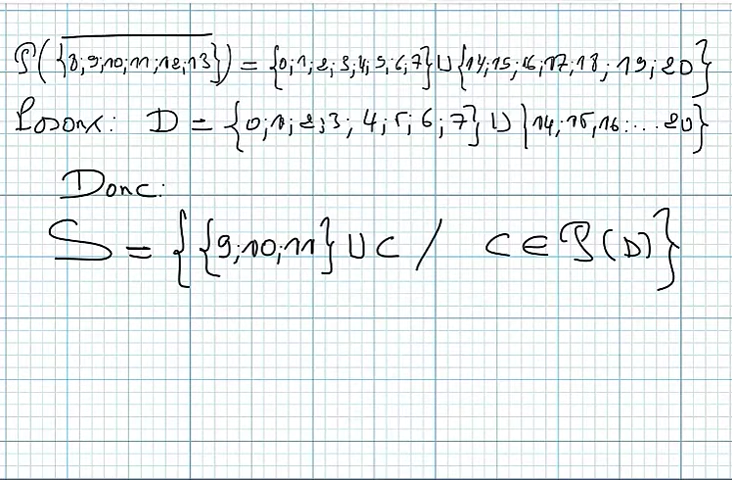 P({8;9;10;11;12;13}) = {0;1;2;3;4;5;6;7}∪{14;15;16;17;18;19;20}
Posons: D = {0;1;2;3;4;5;6;7}∪{14,15,16:...20}
Donc:
S = {{9;10;11}∪C / C∈P(D)}